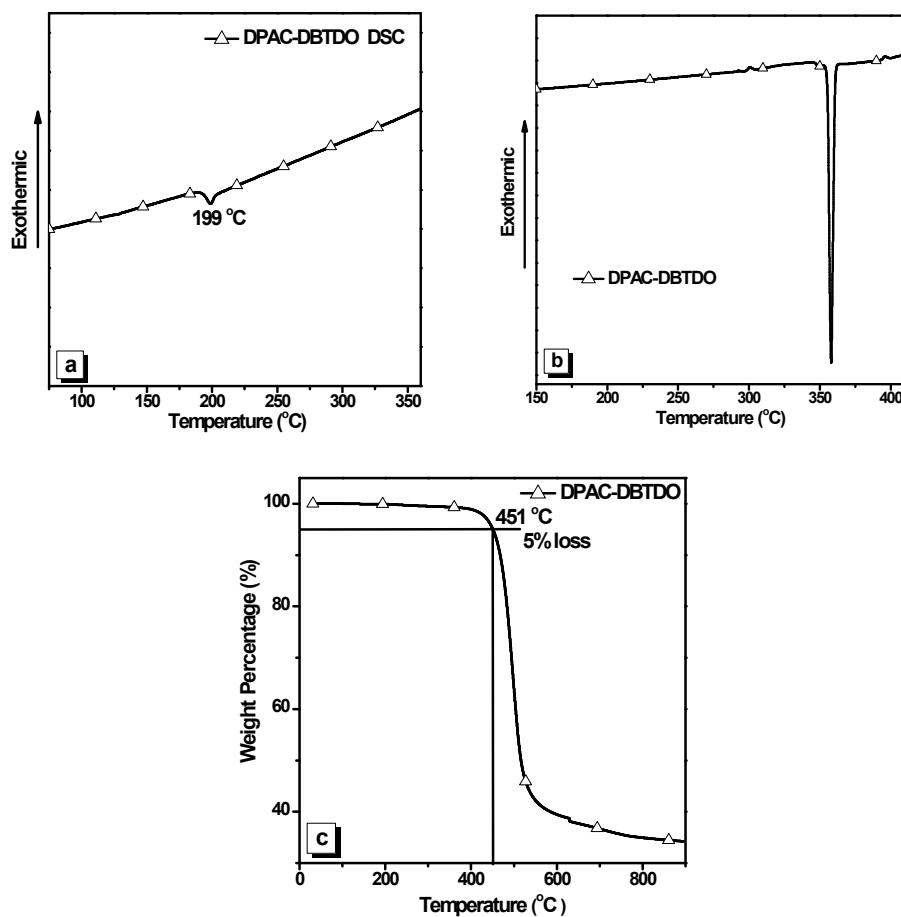 DPAC-DBTDO DSC
Exothermic
199 °C
a
100 150 200 250 300 350
Temperature (°C)
Exothermic
DPAC-DBTDO
b
150 200 250 300 350 400
Temperature (°C)
DPAC-DBTDO
451 °C
5% loss
Weight Percentage (%)
100
80
60
40
c
0 200 400 600 800
Temperature (°C)